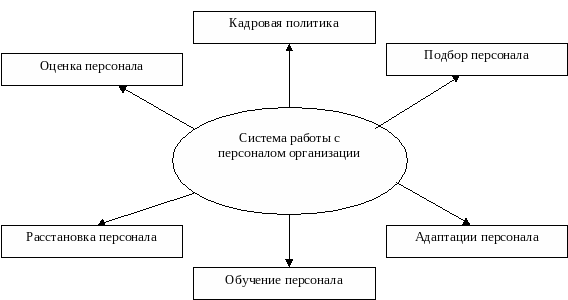 Кадровая политика
Оценка персонала
Подбор персонала
Система работы с
персоналом организации
Расстановка персонала
Адаптации персонала
Обучение персонала